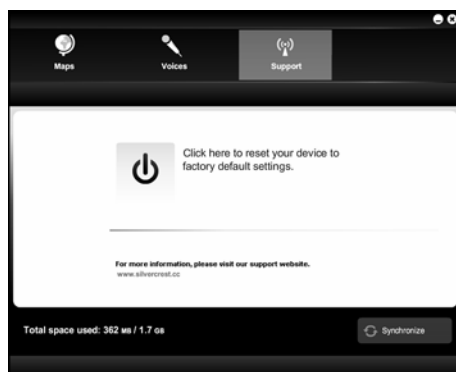 Maps Voices Support
Click here to reset your device to
factory default settings.
For more information, please visit our support website.
www.silvercrest.cc
Total space used: 362 MB / 1.7 GB
Synchronize